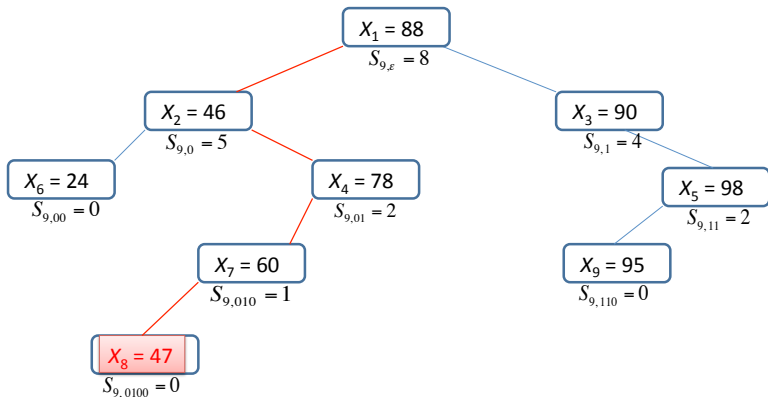 X₁ = 88
S₉,ε = 8
X₂ = 46
S₉,₀ = 5
X₃ = 90
S₉,₁ = 4
X₆ = 24
S₉,₀₀ = 0
X₄ = 78
S₉,₀₁ = 2
X₅ = 98
S₉,₁₁ = 2
X₇ = 60
S₉,₀₁₀ = 1
X₉ = 95
S₉,₁₁₀ = 0
X₈ = 47
S₉,₀₁₀₀ = 0